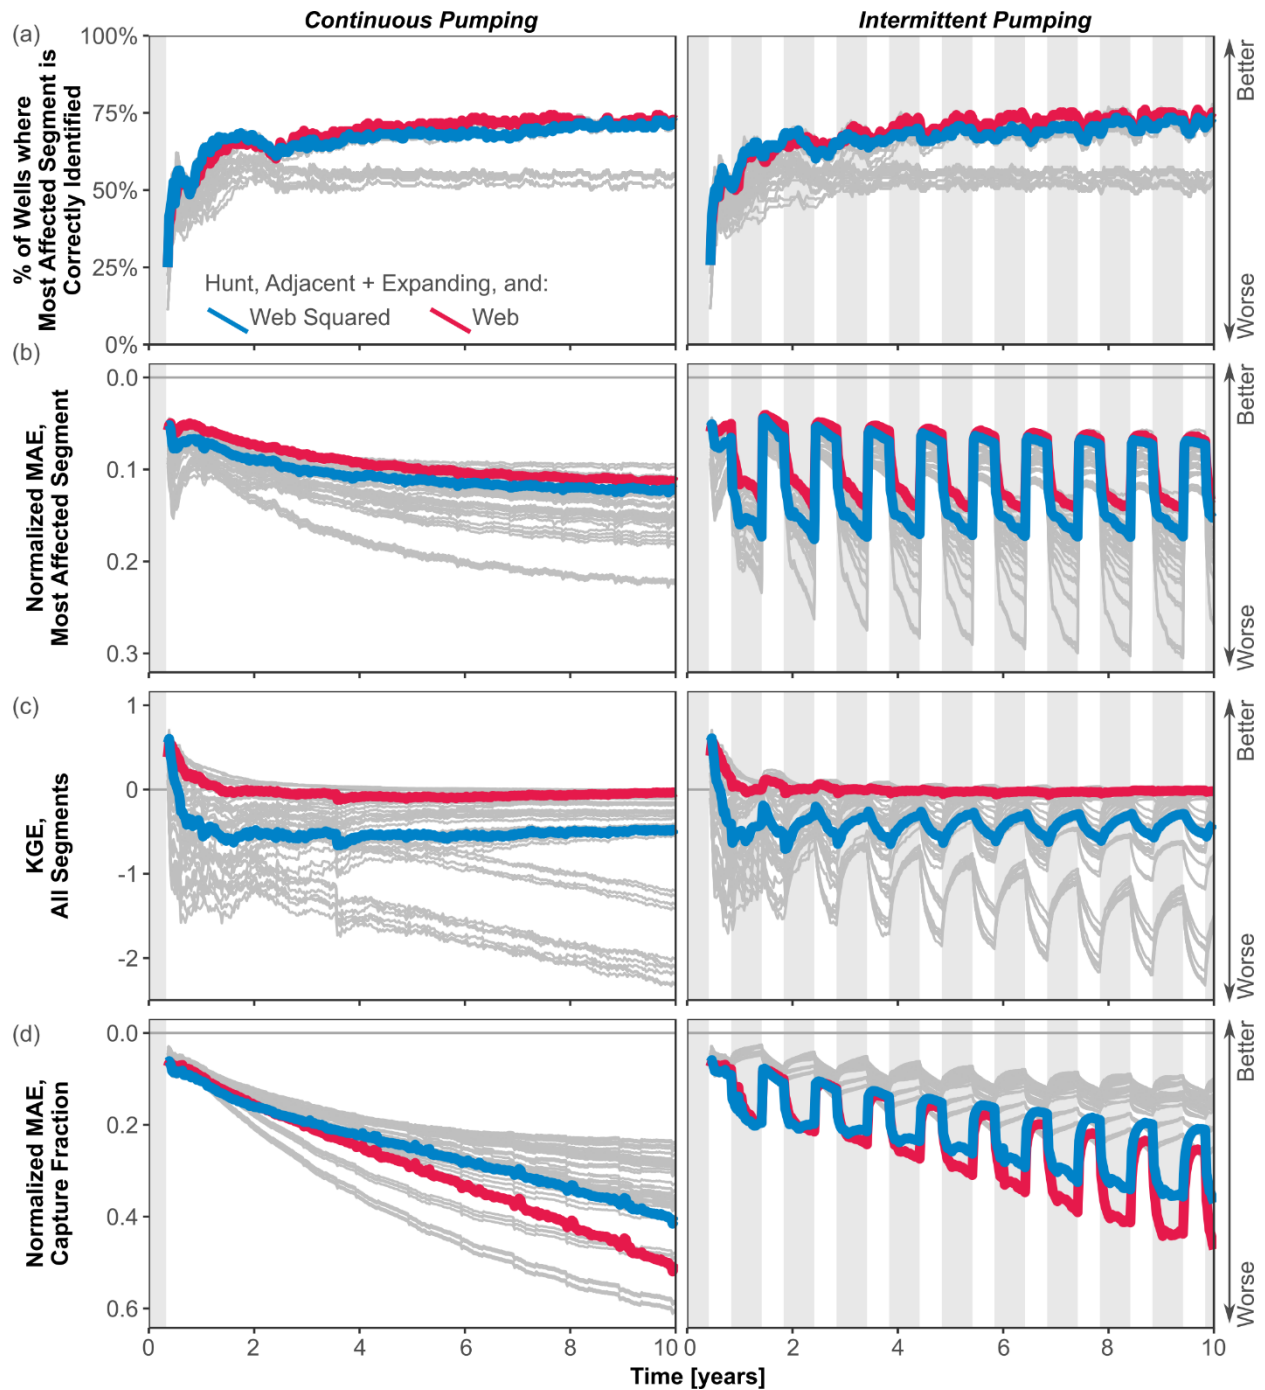 Continuous Pumping
Intermittent Pumping
(a)
% of Wells where
Most Affected Segment is
Correctly Identified
100%
75%
50%
25%
0%
Hunt, Adjacent + Expanding, and:
Web Squared
Web
Better
Worse
(b)
Normalized MAE,
Most Affected Segment
0.0
0.1
0.2
0.3
Better
Worse
(c)
KGE,
All Segments
1
0
-1
-2
Better
Worse
(d)
Normalized MAE,
Capture Fraction
0.0
0.2
0.4
0.6
Better
Worse
0 2 4 6 8 10
0 2 4 6 8 10
Time [years]